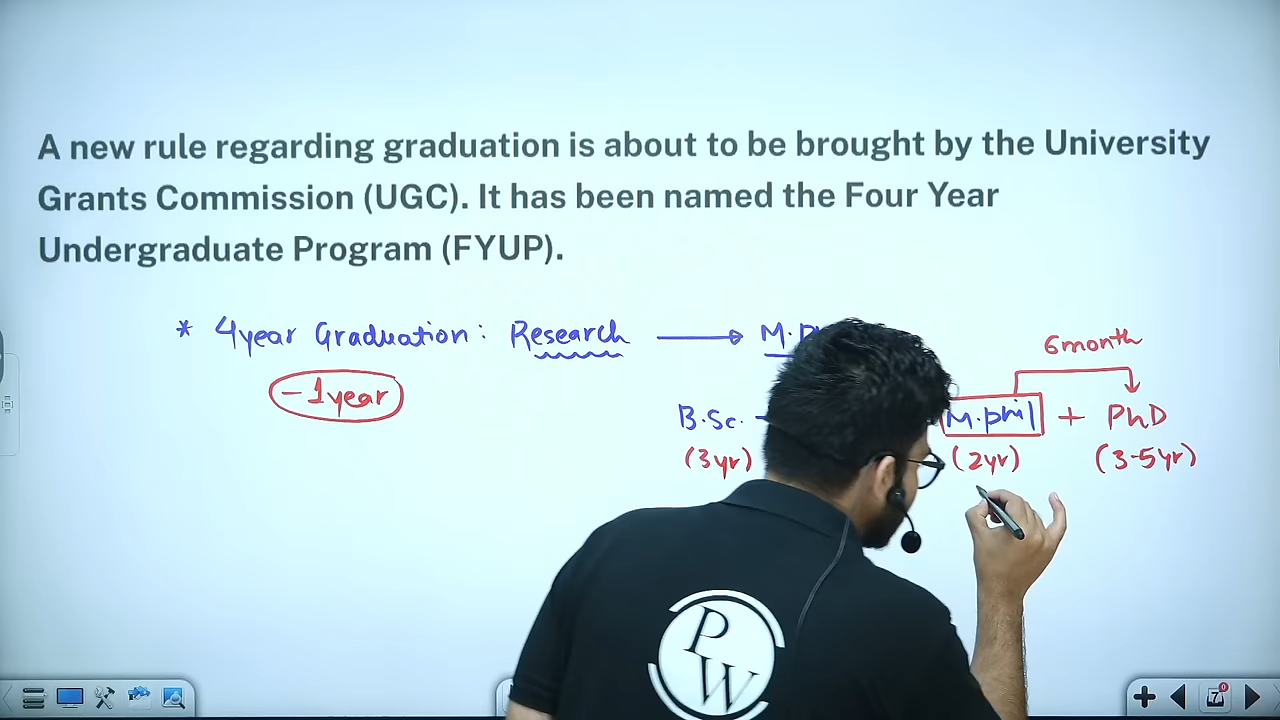 A new rule regarding graduation is about to be brought by the University
Grants Commission (UGC). It has been named the Four Year
Undergraduate Program (FYUP).
* 4year Graduation: Research → M.P
6month
-1year
B.Sc. M.phil + PhD
(3yr) (2yr) (3-5yr)
PW
7
0